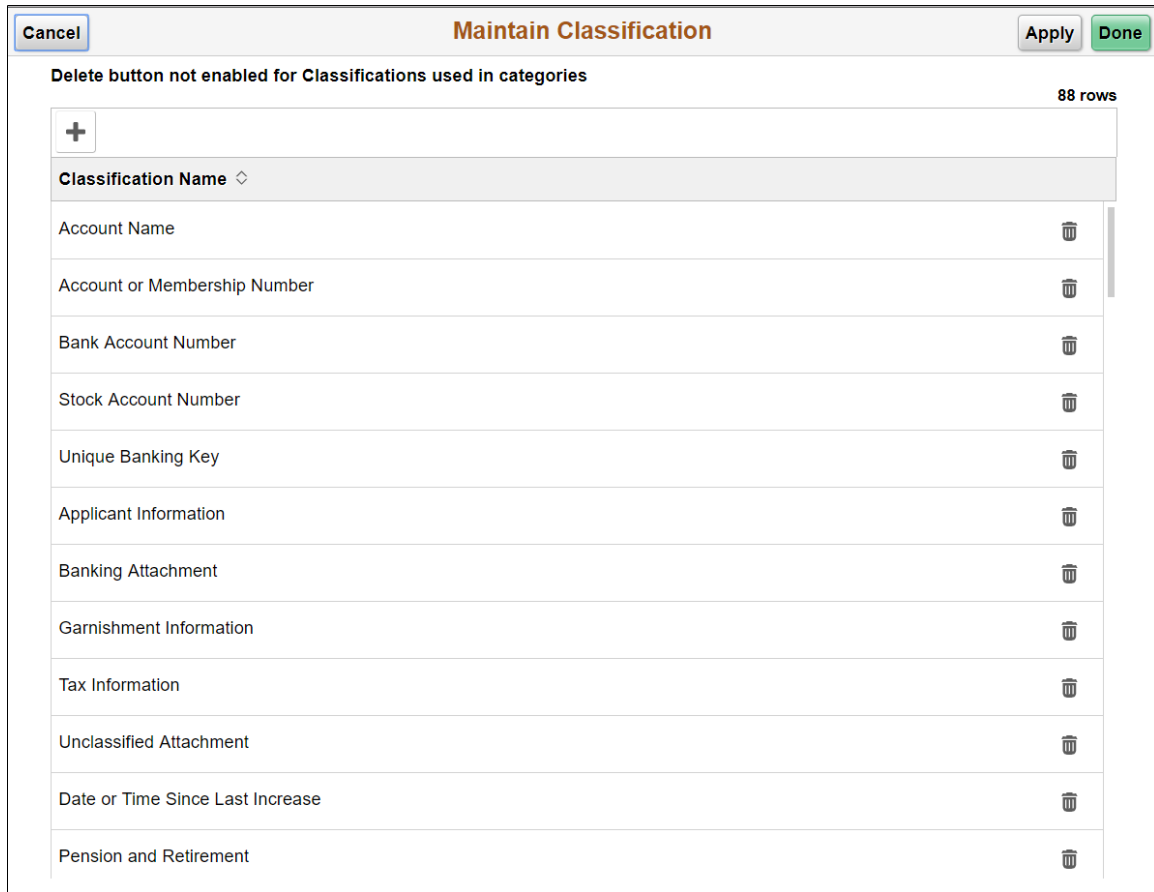 Cancel
Maintain Classification
Apply
Done
Delete button not enabled for Classifications used in categories
88 rows
Classification Name
Account Name
Account or Membership Number
Bank Account Number
Stock Account Number
Unique Banking Key
Applicant Information
Banking Attachment
Garnishment Information
Tax Information
Unclassified Attachment
Date or Time Since Last Increase
Pension and Retirement